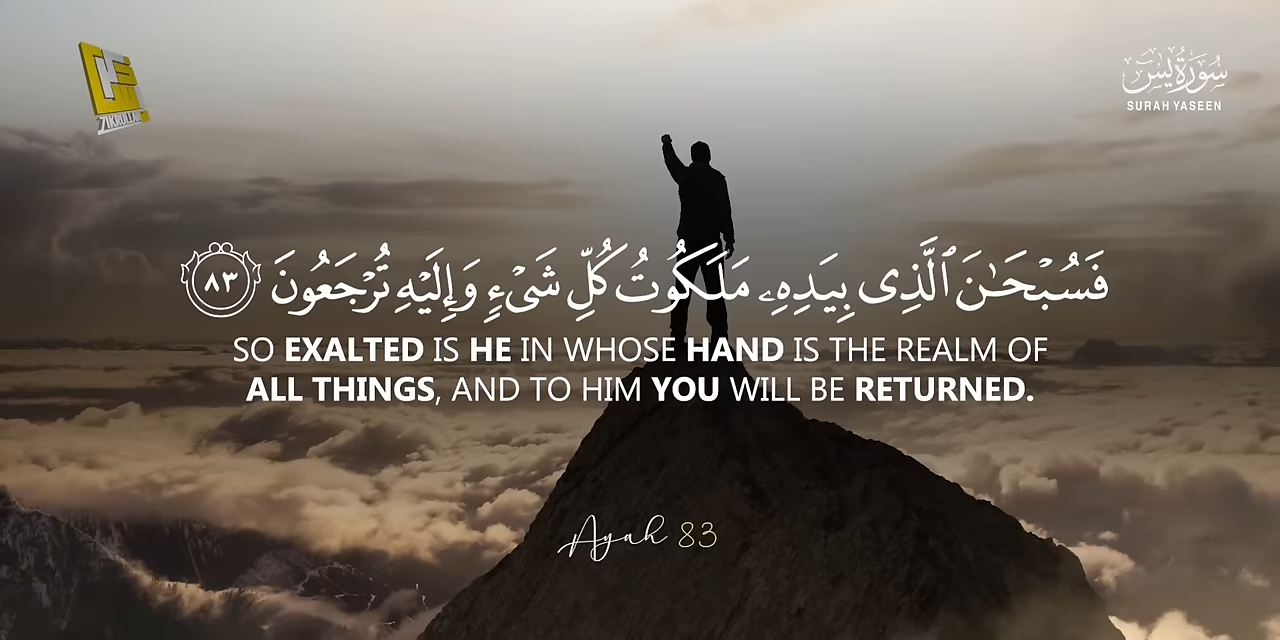 ZIKRULLAH
سُورَةُ يسٓ
SURAH YASEEN
فَسُبْحَـٰنَ ٱلَّذِى بِيَدِهِۦ مَلَكُوتُ كُلِّ شَىْءٍ وَإِلَيْهِ تُرْجَعُونَ ٨٣
SO EXALTED IS HE IN WHOSE HAND IS THE REALM OF
ALL THINGS, AND TO HIM YOU WILL BE RETURNED.
Ayah 83